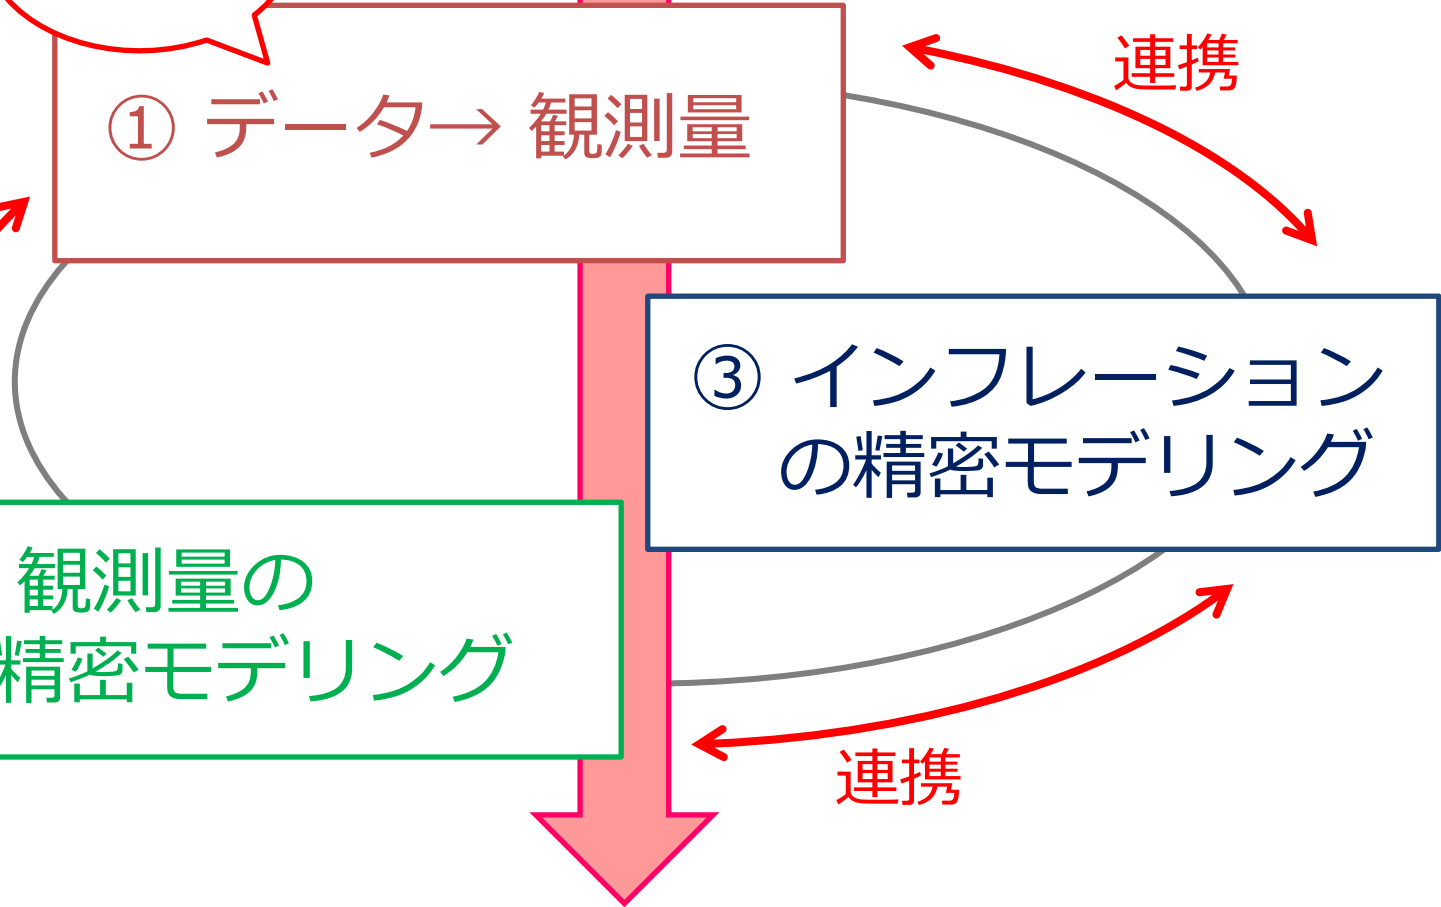 連携
① データ→ 観測量
③ インフレーション
の精密モデリング
観測量の
精密モデリング
連携